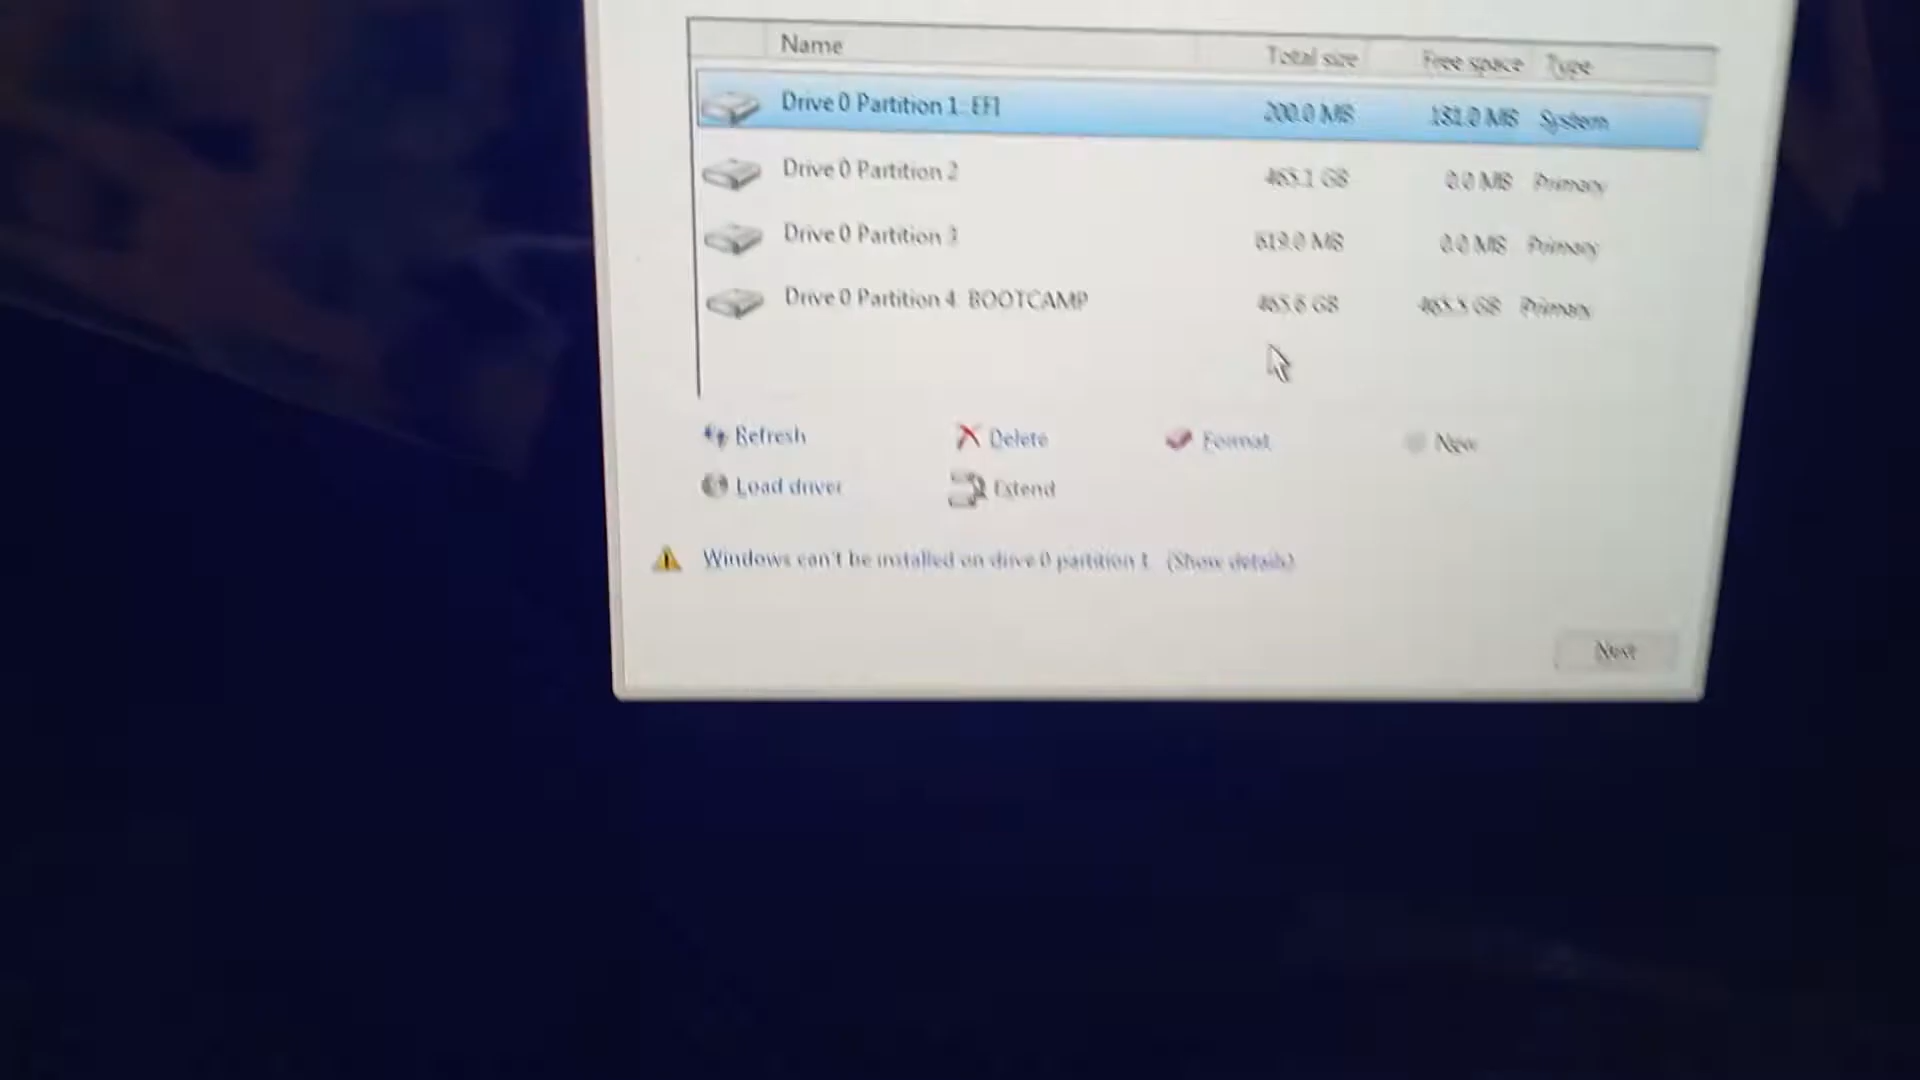 Name Total size Free space Type
Drive 0 Partition 1: EFI 200.0 MB 181.0 MB System
Drive 0 Partition 2 465.1 GB 0.0 MB Primary
Drive 0 Partition 3 619.0 MB 0.0 MB Primary
Drive 0 Partition 4: BOOTCAMP 465.6 GB 465.5 GB Primary
Refresh Delete Format New
Load driver Extend
Windows can't be installed on drive 0 partition 1. (Show details)
Next